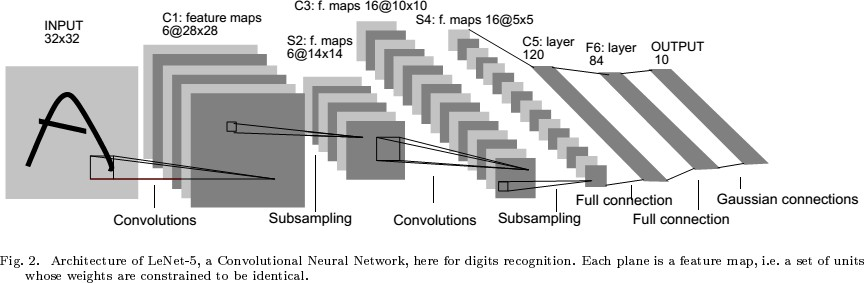 INPUT
32x32
C1: feature maps
6@28x28
S2: f. maps
6@14x14
C3: f. maps 16@10x10
S4: f. maps 16@5x5
C5: layer
120
F6: layer
84
OUTPUT
10
Convolutions
Subsampling
Convolutions
Subsampling
Full connection
Full connection
Gaussian connections
Fig. 2. Architecture of LeNet-5, a Convolutional Neural Network, here for digits recognition. Each plane is a feature map, i.e. a set of units
whose weights are constrained to be identical.